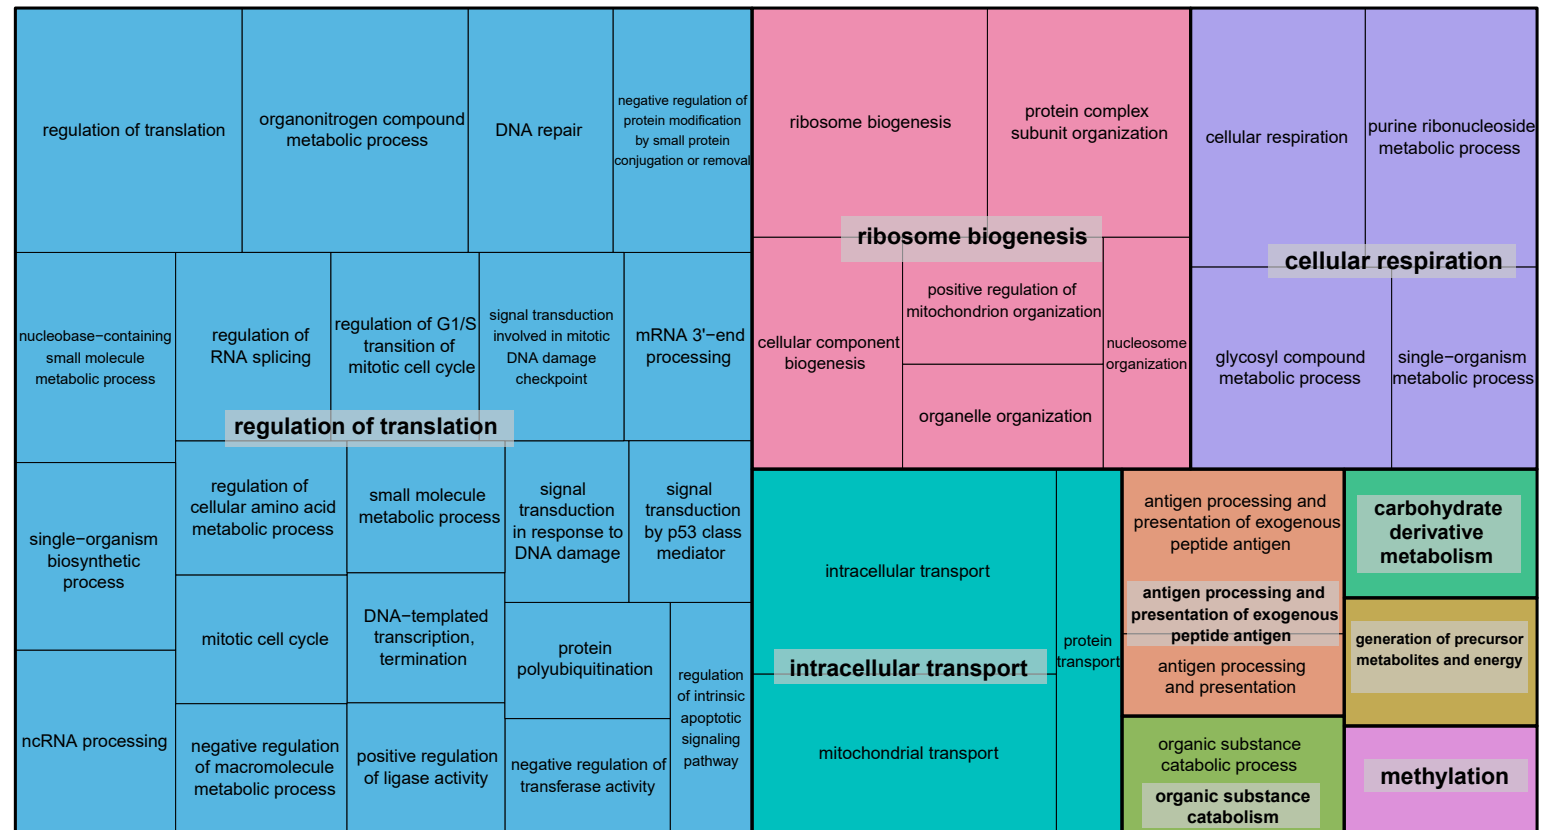 regulation of translation
organonitrogen compound
metabolic process
DNA repair
negative regulation of
protein modification
by small protein
conjugation or removal
nucleobase−containing
small molecule
metabolic process
regulation of
RNA splicing
regulation of G1/S
transition of
mitotic cell cycle
signal transduction
involved in mitotic
DNA damage
checkpoint
mRNA 3'−end
processing
regulation of translation
single−organism
biosynthetic
process
regulation of
cellular amino acid
metabolic process
small molecule
metabolic process
signal
transduction
in response to
DNA damage
signal
transduction
by p53 class
mediator
mitotic cell cycle
DNA−templated
transcription,
termination
protein
polyubiquitination
regulation
of intrinsic
apoptotic
signaling
pathway
ncRNA processing
negative regulation
of macromolecule
metabolic process
positive regulation
of ligase activity
negative regulation of
transferase activity
ribosome biogenesis
protein complex
subunit organization
ribosome biogenesis
cellular component
biogenesis
positive regulation of
mitochondrion organization
nucleosome
organization
organelle organization
cellular respiration
purine ribonucleoside
metabolic process
cellular respiration
glycosyl compound
metabolic process
single−organism
metabolic process
intracellular transport
protein
transport
intracellular transport
mitochondrial transport
antigen processing and
presentation of exogenous
peptide antigen
antigen processing and
presentation of exogenous
peptide antigen
antigen processing
and presentation
organic substance
catabolic process
organic substance
catabolism
carbohydrate
derivative
metabolism
generation of precursor
metabolites and energy
methylation